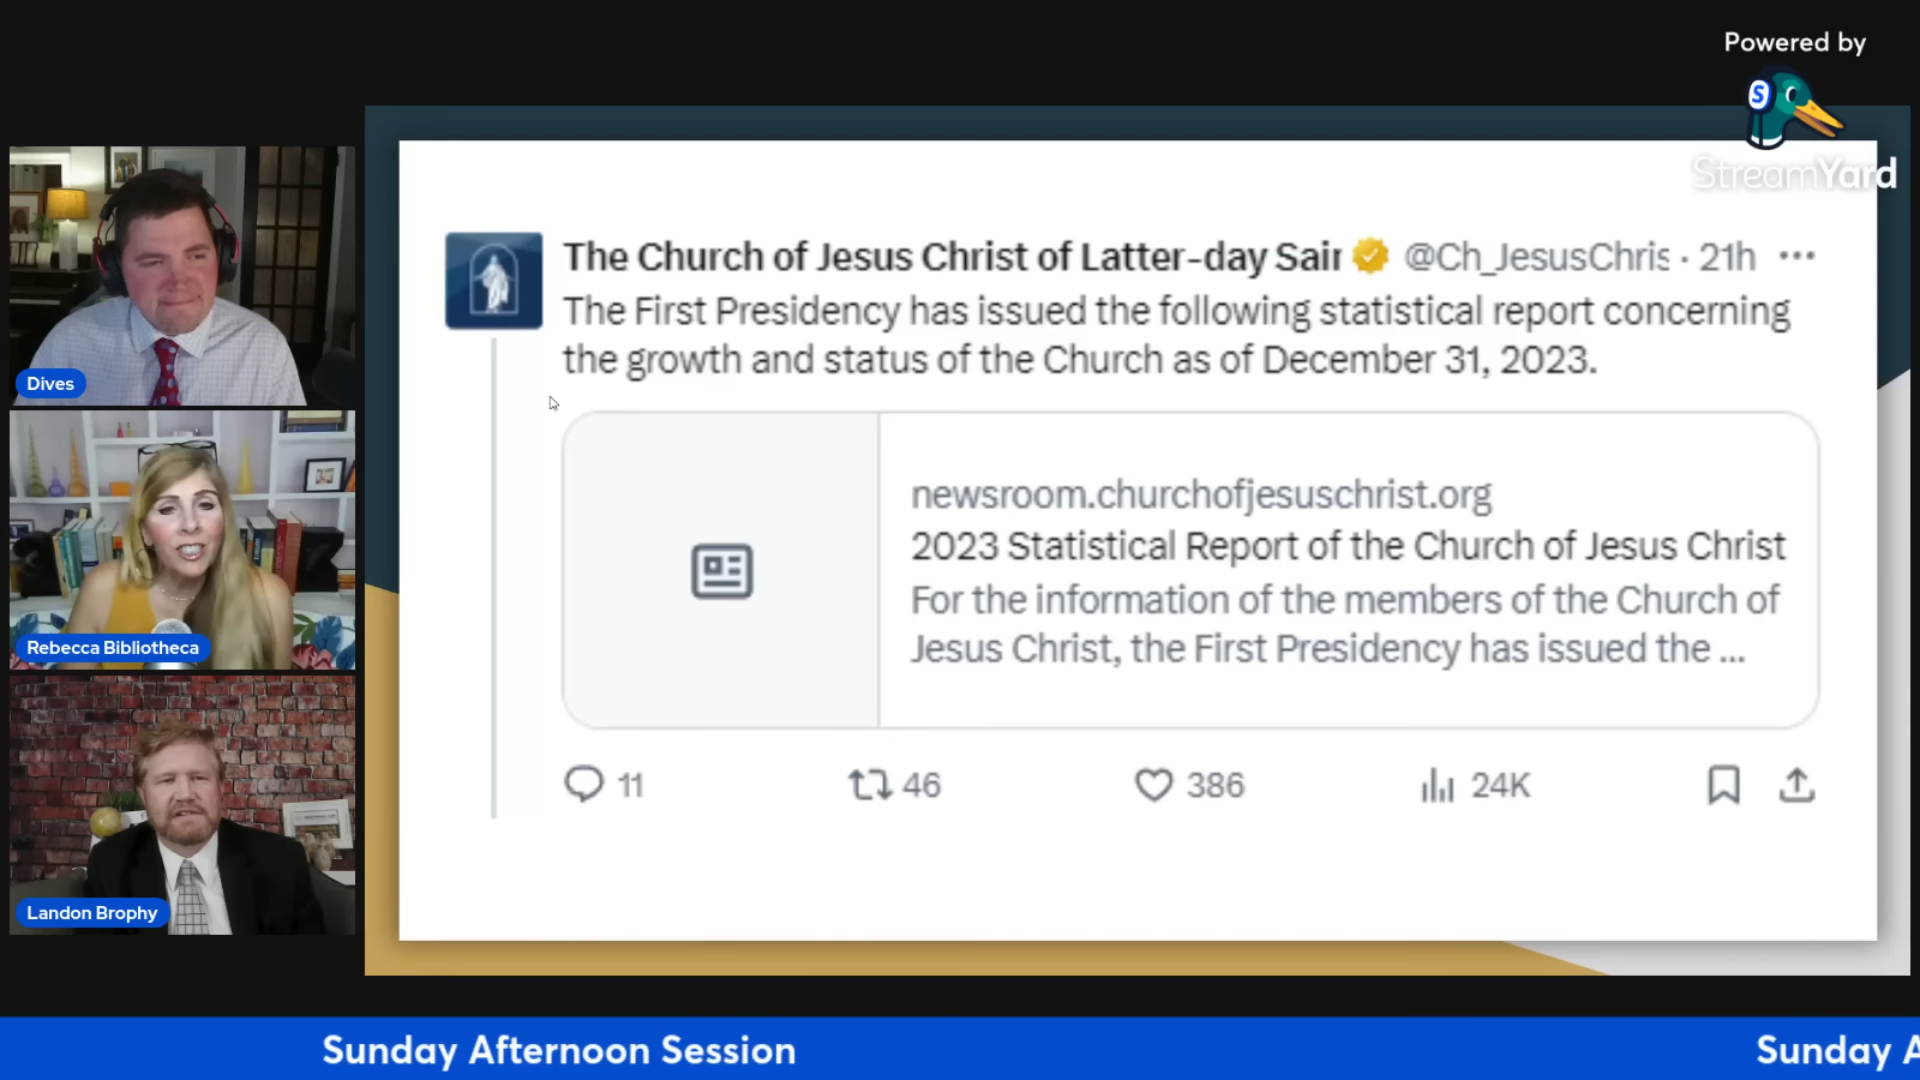 Powered by
StreamYard
Dives
Rebecca Bibliotheca
Landon Brophy
The Church of Jesus Christ of Latter-day Sair @Ch_JesusChris · 21h
The First Presidency has issued the following statistical report concerning
the growth and status of the Church as of December 31, 2023.
newsroom.churchofjesuschrist.org
2023 Statistical Report of the Church of Jesus Christ
For the information of the members of the Church of
Jesus Christ, the First Presidency has issued the ...
11 46 386 24K
Sunday Afternoon Session Sunday A